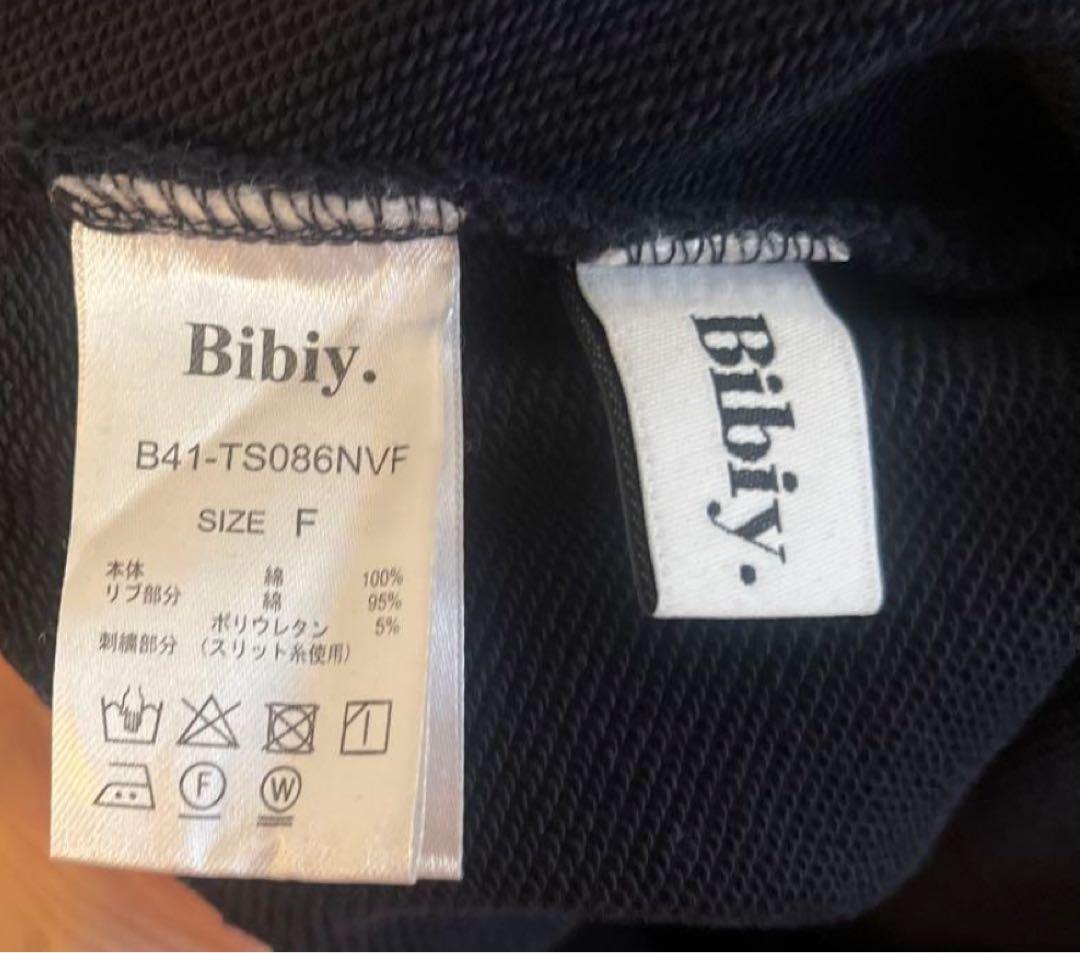 Bibiy.
B41-TS086NVF
SIZE F
本体 綿 100%
リブ部分 綿 95%
ポリウレタン 5%
刺繍部分 (スリット糸使用)
F
W
Bibiy.